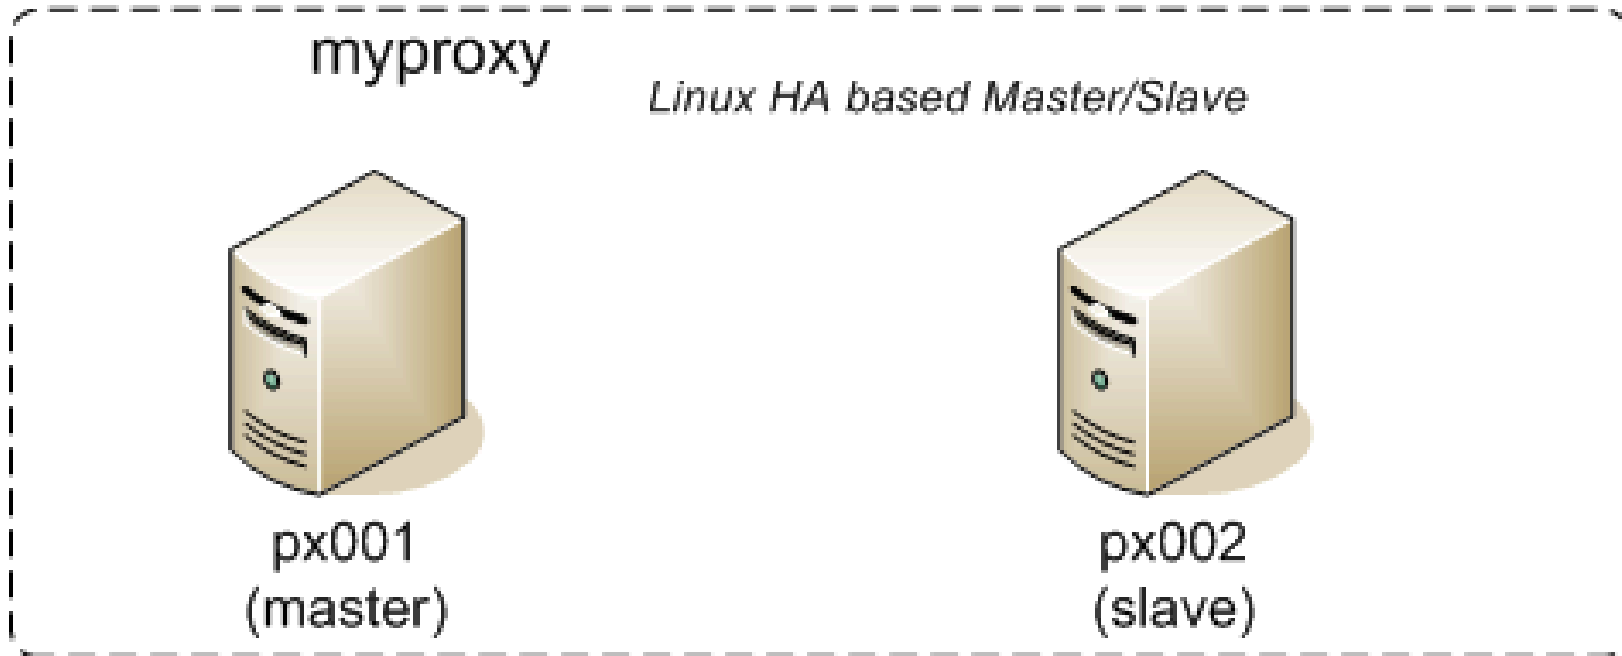 myproxy
Linux HA based Master/Slave
px001
(master)
px002
(slave)